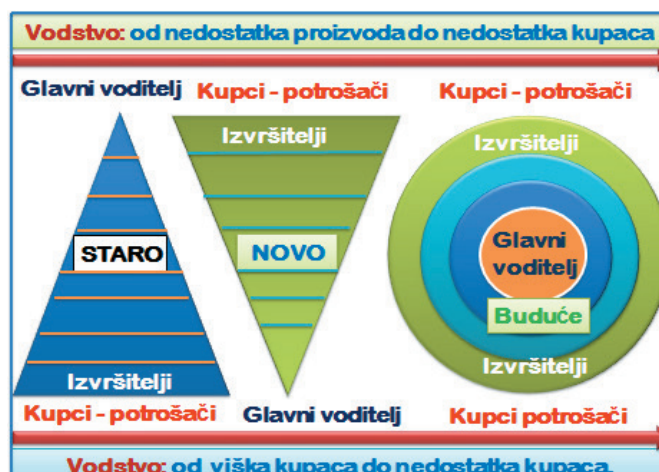 Vodstvo: od nedostatka proizvoda do nedostatka kupaca
Glavni voditelj
Kupci - potrošači
Kupci - potrošači
Izvršitelji
Izvršitelji
STARO
NOVO
Glavni
voditelj
Buduće
Izvršitelji
Izvršitelji
Kupci - potrošači
Glavni voditelj
Kupci potrošači
Vodstvo: od viška kupaca do nedostatka kupaca.